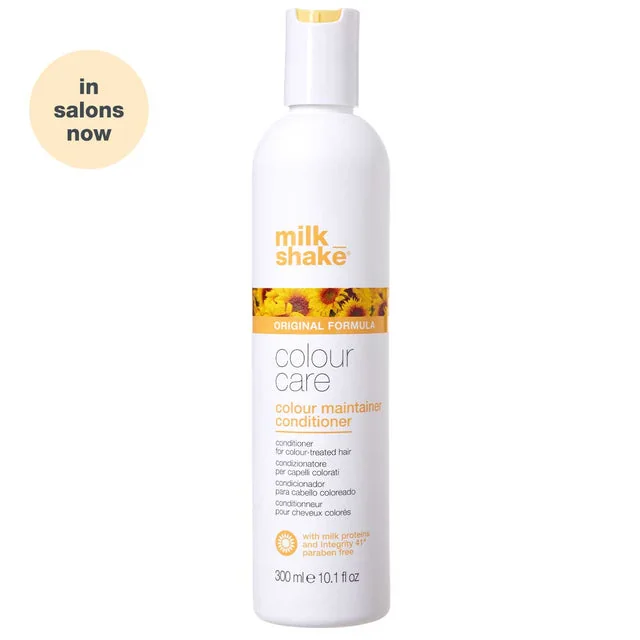 in
salons
now
milk_
shake®
ORIGINAL FORMULA
colour
care
colour maintainer
conditioner
conditioner
for colour-treated hair
condizionatore
per capelli colorati
condicionador
para cabello coloreado
conditionneur
pour cheveux colorés
with milk proteins
and Integrity 41®
paraben free
300 ml e 10.1 fl oz